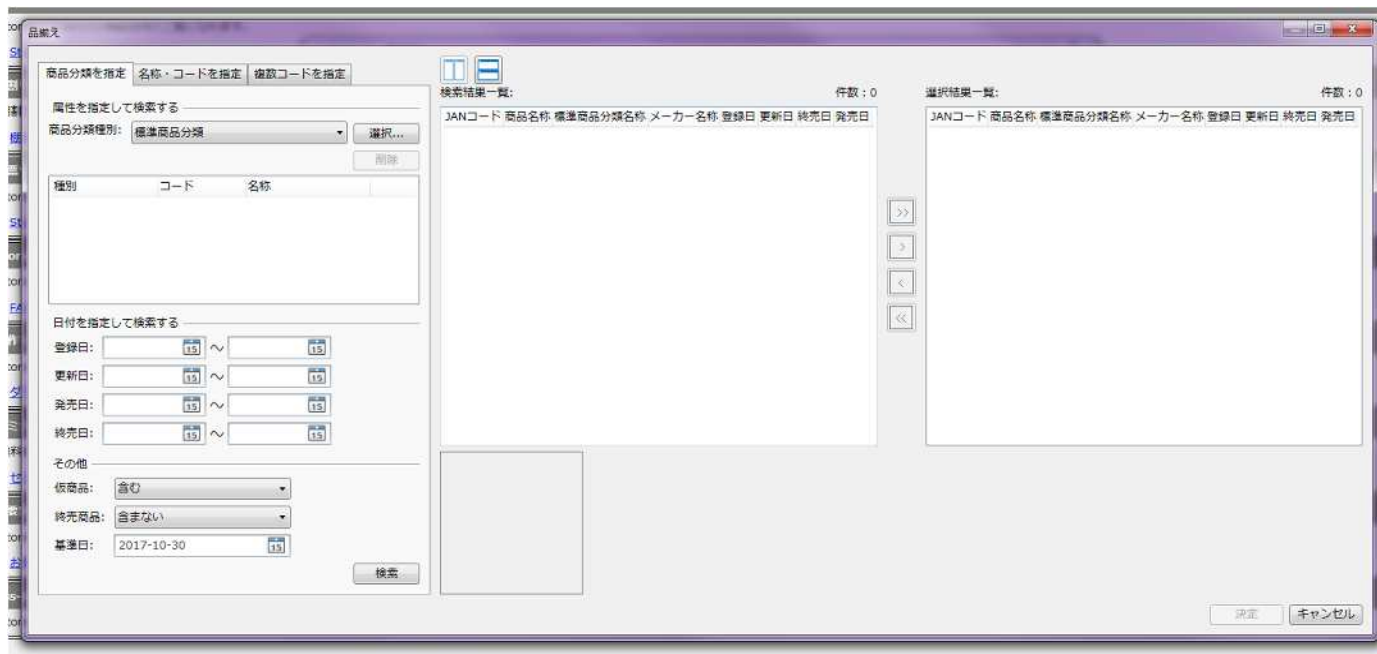 品揃え
商品分類を指定 名称・コードを指定 複数コードを指定
属性を指定して検索する
商品分類種別: 標準商品分類 選択...
削除
種別 コード 名称
日付を指定して検索する
登録日: 15 ～ 15
更新日: 15 ～ 15
発売日: 15 ～ 15
終売日: 15 ～ 15
その他
仮商品: 含む
終売商品: 含まない
基準日: 2017-10-30 15
検索
検索結果一覧: 件数：0
JANコード 商品名称 標準商品分類名称 メーカー名称 登録日 更新日 終売日 発売日
>>
>
<
<<
選択結果一覧: 件数：0
JANコード 商品名称 標準商品分類名称 メーカー名称 登録日 更新日 終売日 発売日
決定 キャンセル